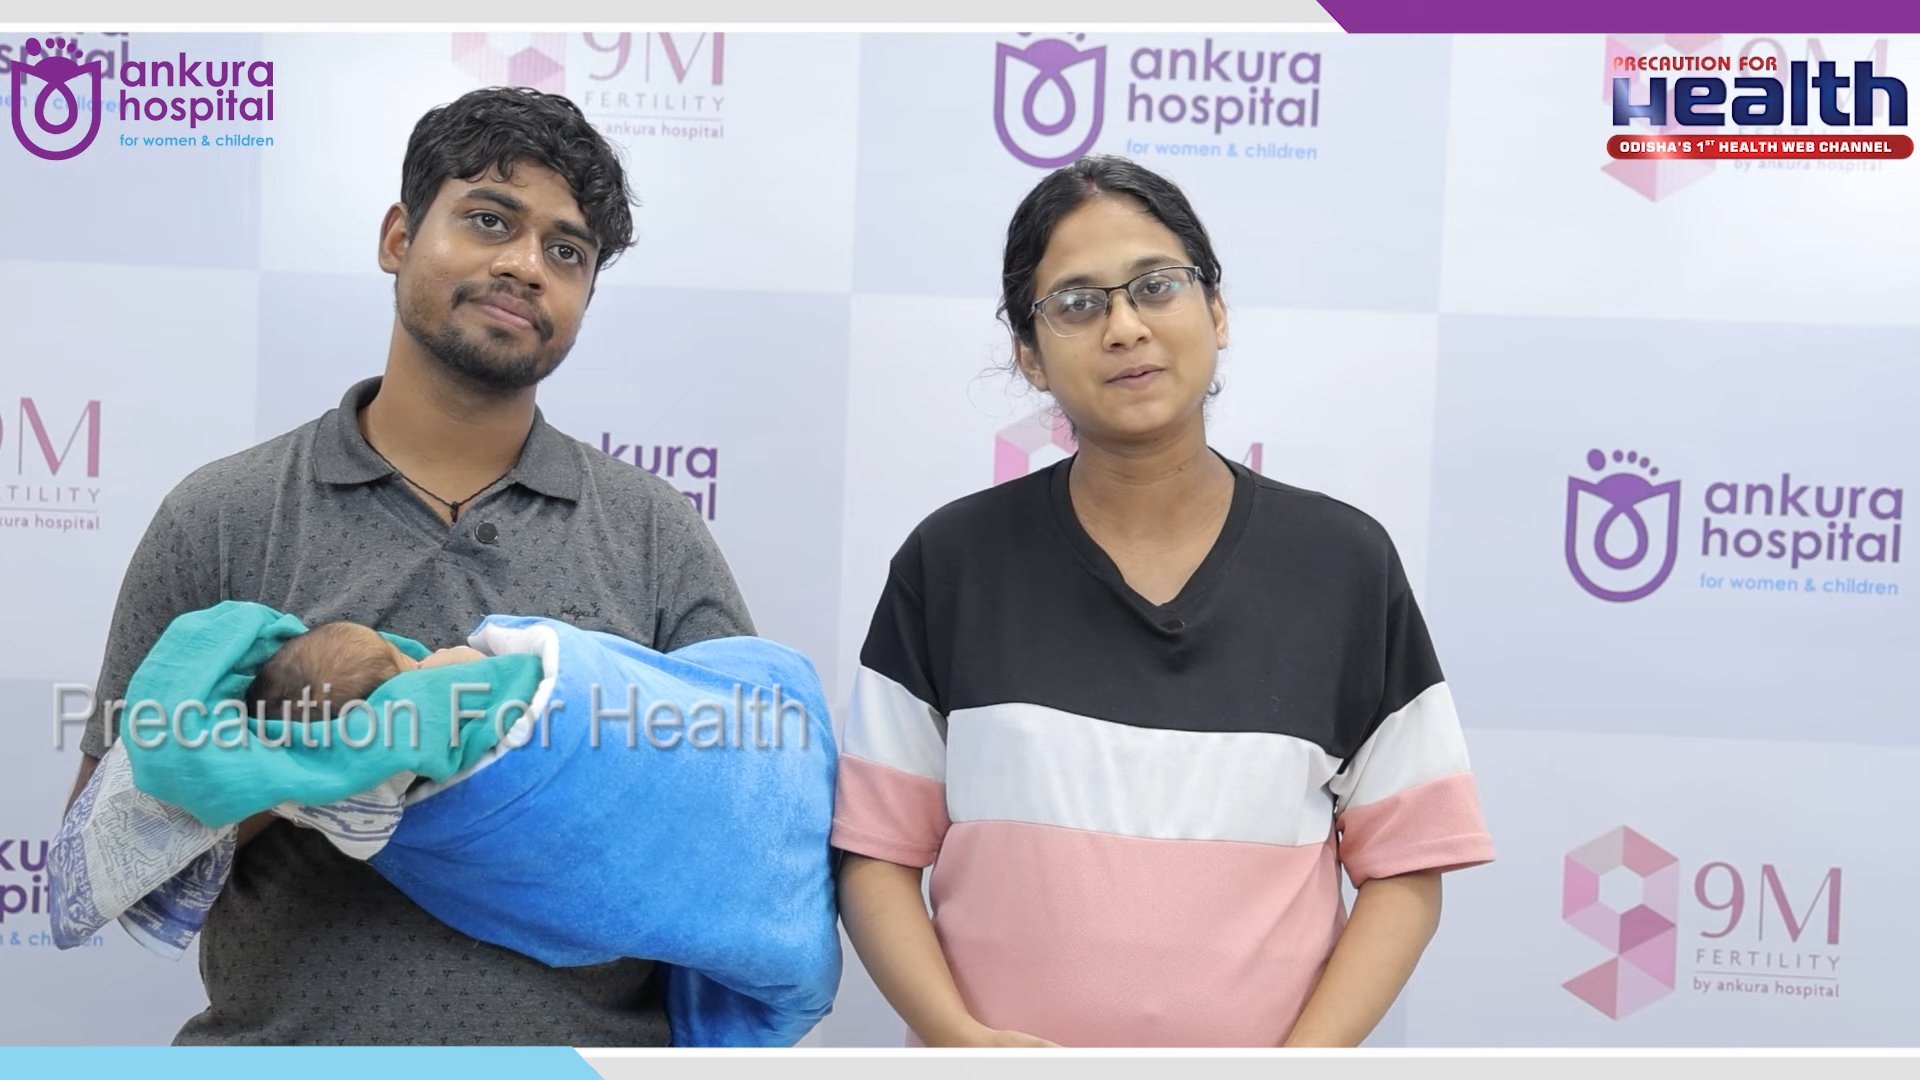 ankura
hospital
for women & children
9M
FERTILITY
ankura hospital
ankura
hospital
for women & children
PRECAUTION FOR
Health
ODISHA'S 1ST HEALTH WEB CHANNEL
by ankura hospital
9M
FERTILITY
ankura hospital
ankura
hospital
for women & children
Precaution For Health
9M
FERTILITY
by ankura hospital